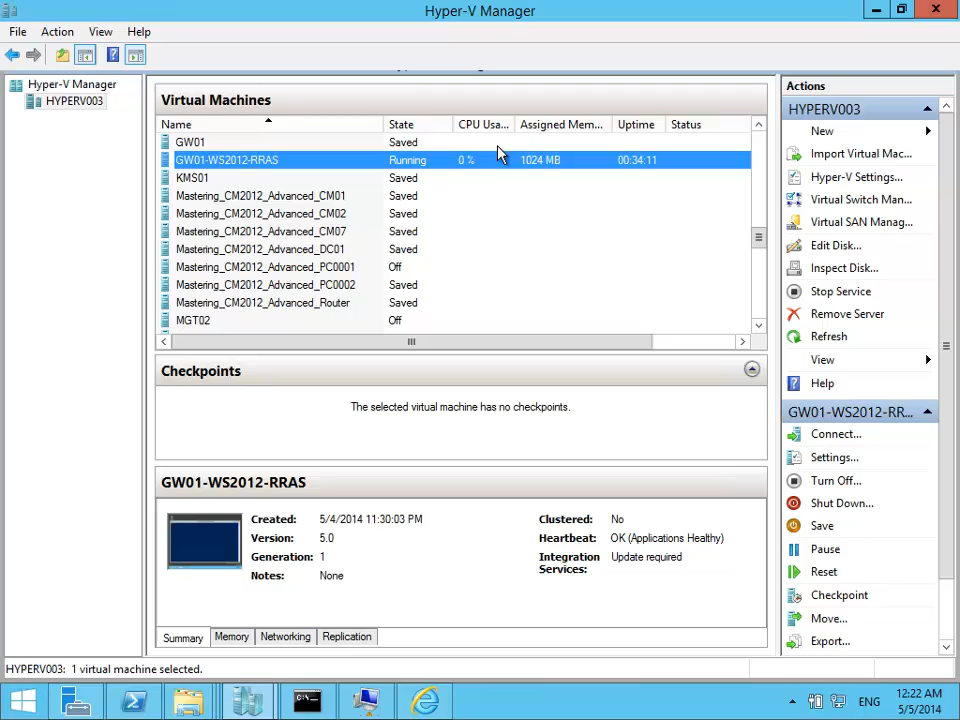 Hyper-V Manager
File Action View Help
Hyper-V Manager
HYPERV003
Virtual Machines
Name State CPU Usa... Assigned Mem... Uptime Status
GW01 Saved
GW01-WS2012-RRAS Running 0 % 1024 MB 00:34:11
KMS01 Saved
Mastering_CM2012_Advanced_CM01 Saved
Mastering_CM2012_Advanced_CM02 Saved
Mastering_CM2012_Advanced_CM07 Saved
Mastering_CM2012_Advanced_DC01 Saved
Mastering_CM2012_Advanced_PC0001 Off
Mastering_CM2012_Advanced_PC0002 Saved
Mastering_CM2012_Advanced_Router Saved
MGT02 Off
Checkpoints
The selected virtual machine has no checkpoints.
GW01-WS2012-RRAS
Created: 5/4/2014 11:30:03 PM Clustered: No
Version: 5.0 Heartbeat: OK (Applications Healthy)
Generation: 1 Integration Services: Update required
Notes: None
Summary Memory Networking Replication
Actions
HYPERV003
New
Import Virtual Mac...
Hyper-V Settings...
Virtual Switch Man...
Virtual SAN Manag...
Edit Disk...
Inspect Disk...
Stop Service
Remove Server
Refresh
View
Help
GW01-WS2012-RR...
Connect...
Settings...
Turn Off...
Shut Down...
Save
Pause
Reset
Checkpoint
Move...
Export...
HYPERV003: 1 virtual machine selected.
ENG
12:22 AM
5/5/2014